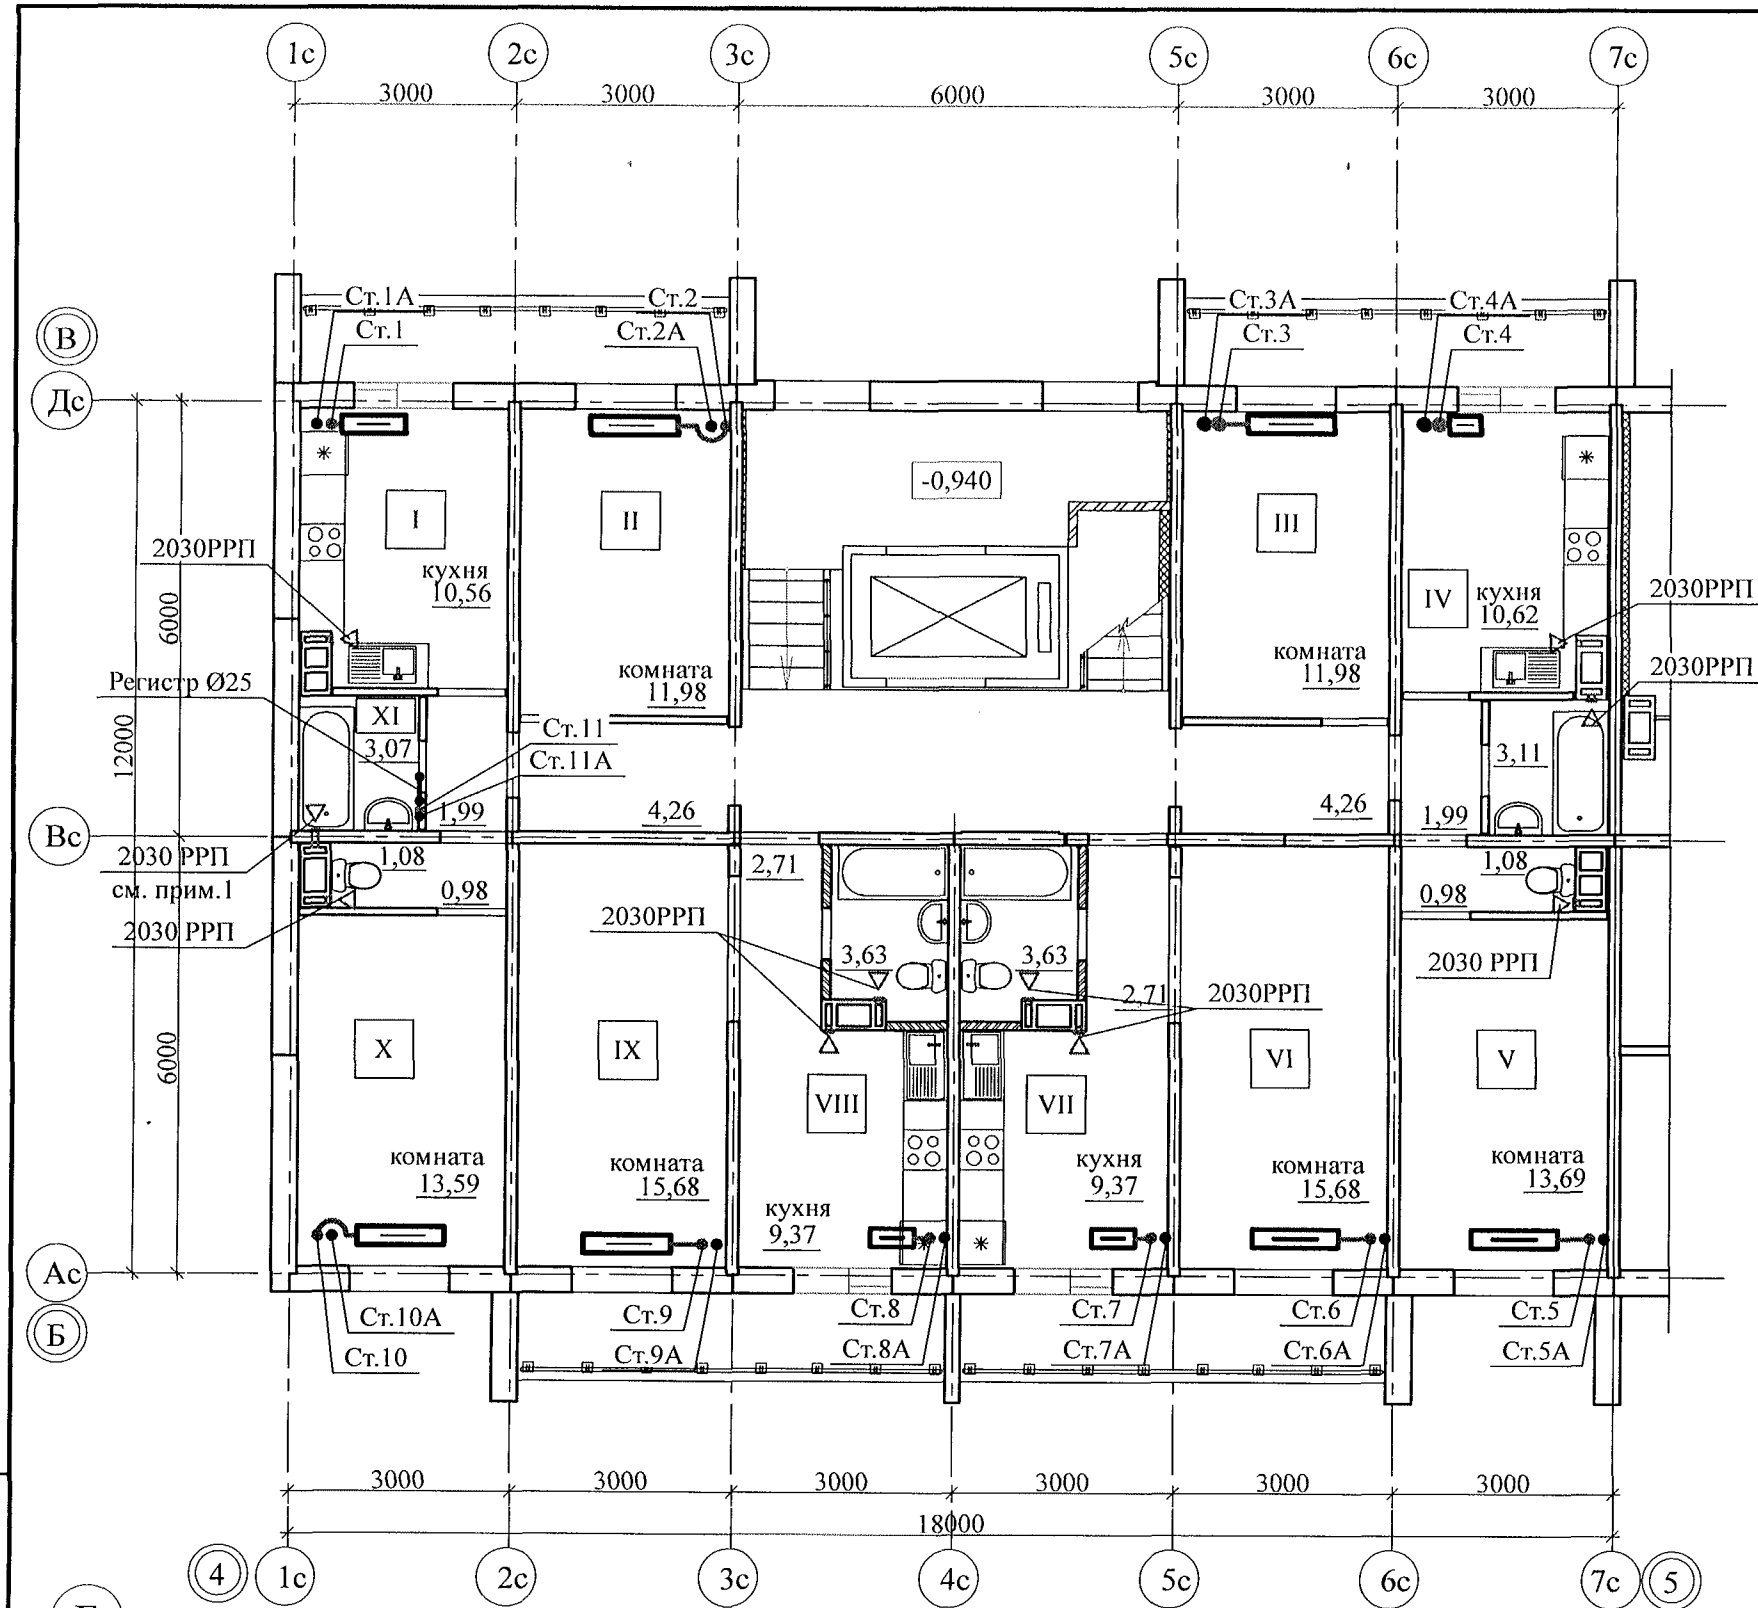 1с 2с 3с 5с 6с 7с
3000 3000 6000 3000 3000
Ст.1А Ст.2 Ст.3А Ст.4А
Ст.1 Ст.2А Ст.3 Ст.4
В
Дс
-0,940
I II III
2030РРП
кухня
10,56
IV
кухня
10,62
2030РРП
6000
комната
11,98
комната
11,98
2030РРП
Регистр Ø25
XI
3,07
Ст.11
Ст.11А
3,11
12000
1,99 4,26 4,26 1,99
Вс
2030 РРП
см. прим.1
1,08
2,71
1,08
0,98
0,98
2030 РРП
2030РРП
3,63 3,63
2030 РРП
2,71
2030РРП
6000
X IX VI V
VIII VII
комната
13,59
комната
15,68
кухня
9,37
комната
15,68
комната
13,69
кухня
9,37
Ас
Б
Ст.10А Ст.9 Ст.8 Ст.7 Ст.6 Ст.5
Ст.10 Ст.9А Ст.8А Ст.7А Ст.6А Ст.5А
3000 3000 3000 3000 3000 3000
18000
4 1с 2с 3с 4с 5с 6с 7с 5